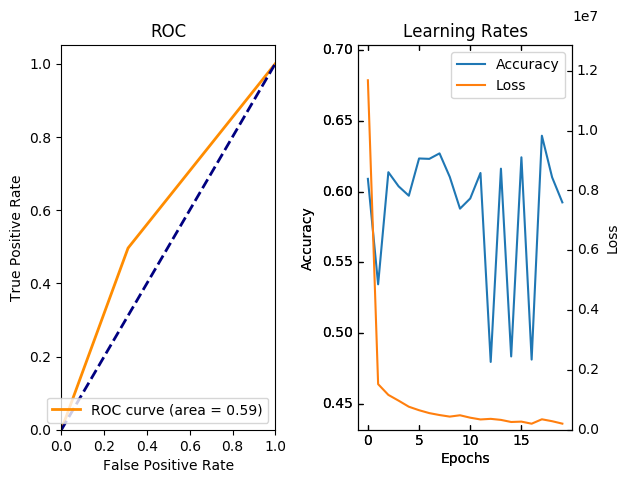 ROC
1.0
0.8
0.6
0.4
0.2
0.0
True Positive Rate
0.0 0.2 0.4 0.6 0.8 1.0
False Positive Rate
ROC curve (area = 0.59)
Learning Rates
1e7
0.70
0.65
0.60
0.55
0.50
0.45
Accuracy
0 5 10 15
Epochs
Accuracy
Loss
1.2
1.0
0.8
0.6
0.4
0.2
0.0
Loss